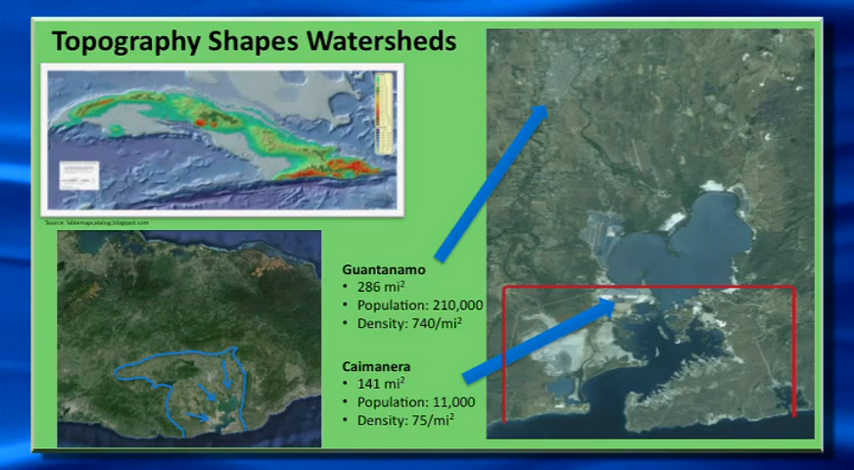 Topography Shapes Watersheds
Source: Tablemapcatalog.blogspot.com
Guantanamo
• 286 mi²
• Population: 210,000
• Density: 740/mi²
Caimanera
• 141 mi²
• Population: 11,000
• Density: 75/mi²